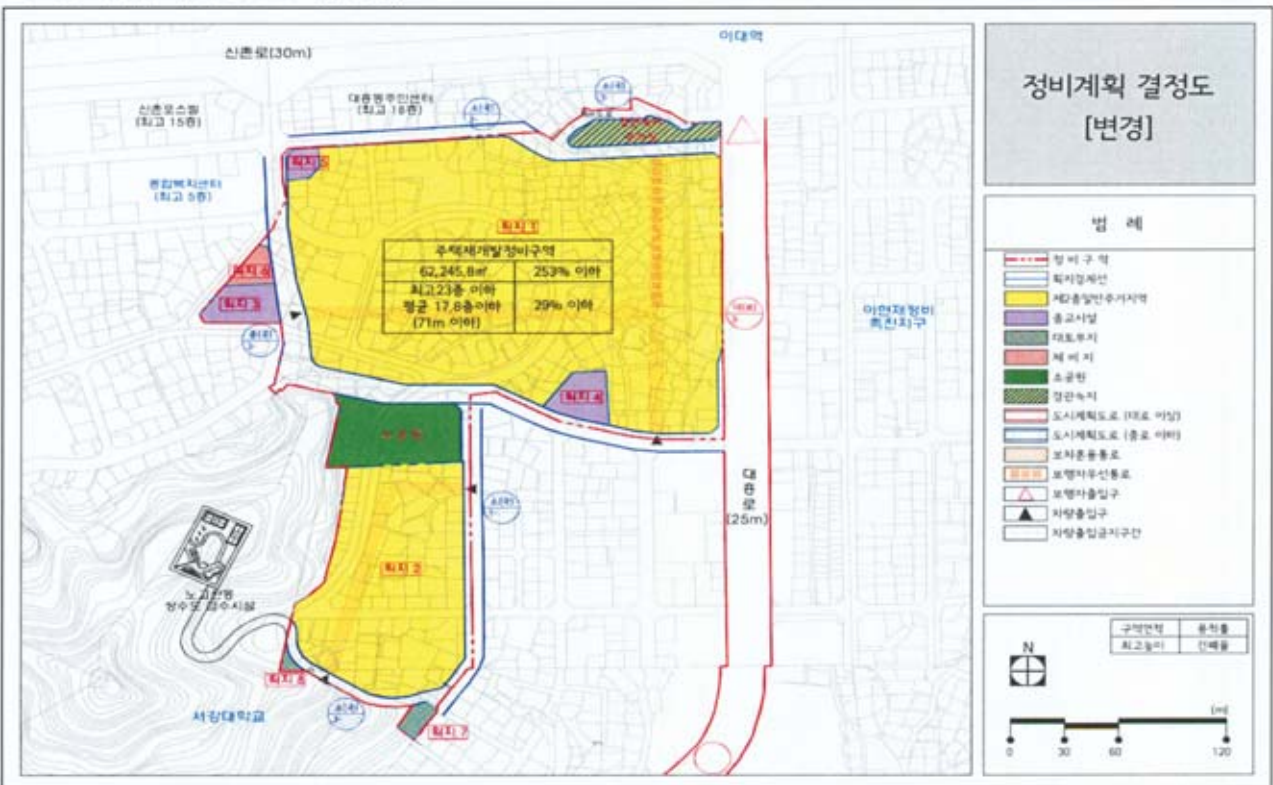 정비계획 결정도
[변경]
신촌로(30m)
이대역
신촌포스빌
(최고 15층)
대흥동주민센터
(최고 18층)
종합복지센터
(최고 5층)
획지 5
획지 1
주택재개발정비구역
62,245.8㎡
253% 이하
최고23층 이하
평균 17.8층이하
(71m 이하)
29% 이하
획지 6
획지 3
획지 4
아현재정비
촉진지구
소공원
대흥로
(25m)
획지 2
노고산동
상수도 감수시설
획지 8
획지 7
서강대학교
범 례
정 비 구 역
획지경계선
제2종일반주거지역
종교시설
대토부지
체 비 지
소공원
경관녹지
도시계획도로 (대로 이상)
도시계획도로 (중로 이하)
보차혼용통로
보행자우선통로
보행자출입구
차량출입구
차량출입금지구간
구역면적
용적률
최고높이
건폐율
N
(m)
0
30
60
120